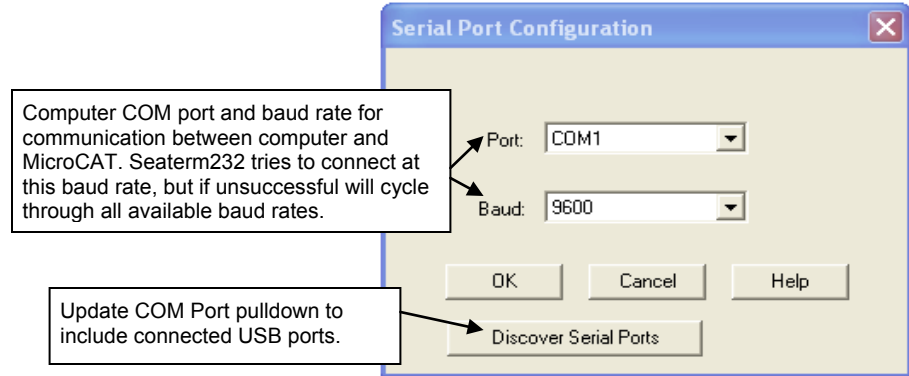 Serial Port Configuration
Computer COM port and baud rate for
communication between computer and
MicroCAT. Seaterm232 tries to connect at
this baud rate, but if unsuccessful will cycle
through all available baud rates.
Port: COM1
Baud: 9600
OK Cancel Help
Update COM Port pulldown to
include connected USB ports.
Discover Serial Ports